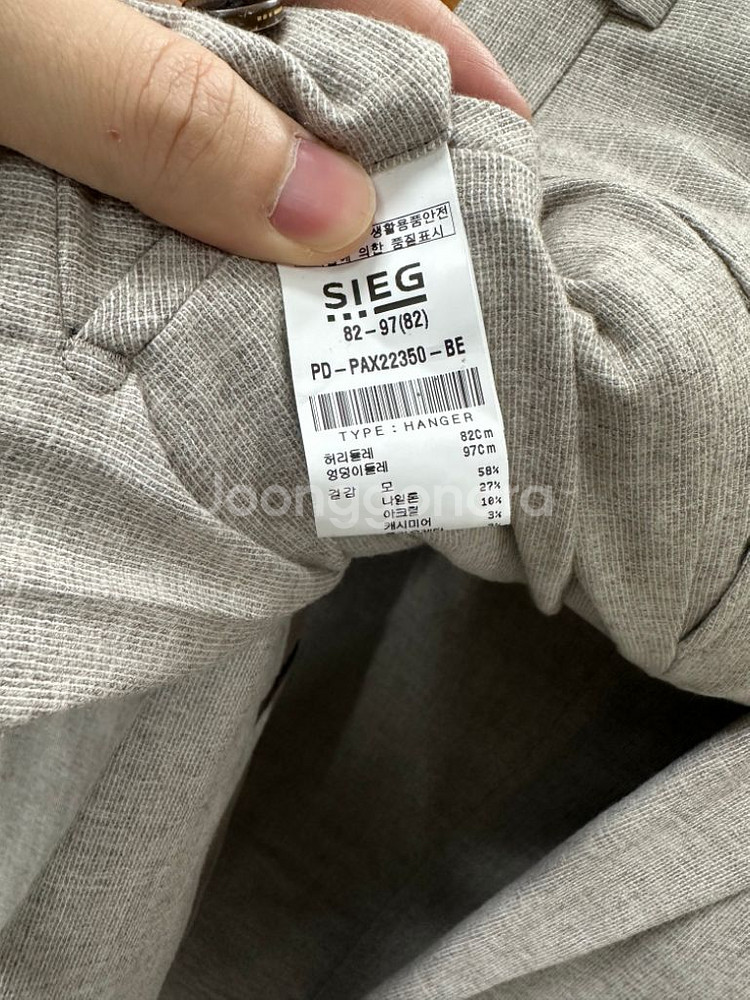 생활용품안전
에 의한 품질표시
SIEG
82-97(82)
PD-PAX22350-BE
TYPE : HANGER
허리둘레 82Cm
엉덩이둘레 97Cm
겉감 모 58%
나일론 27%
아크릴 10%
캐시미어 3%
Joonggonara